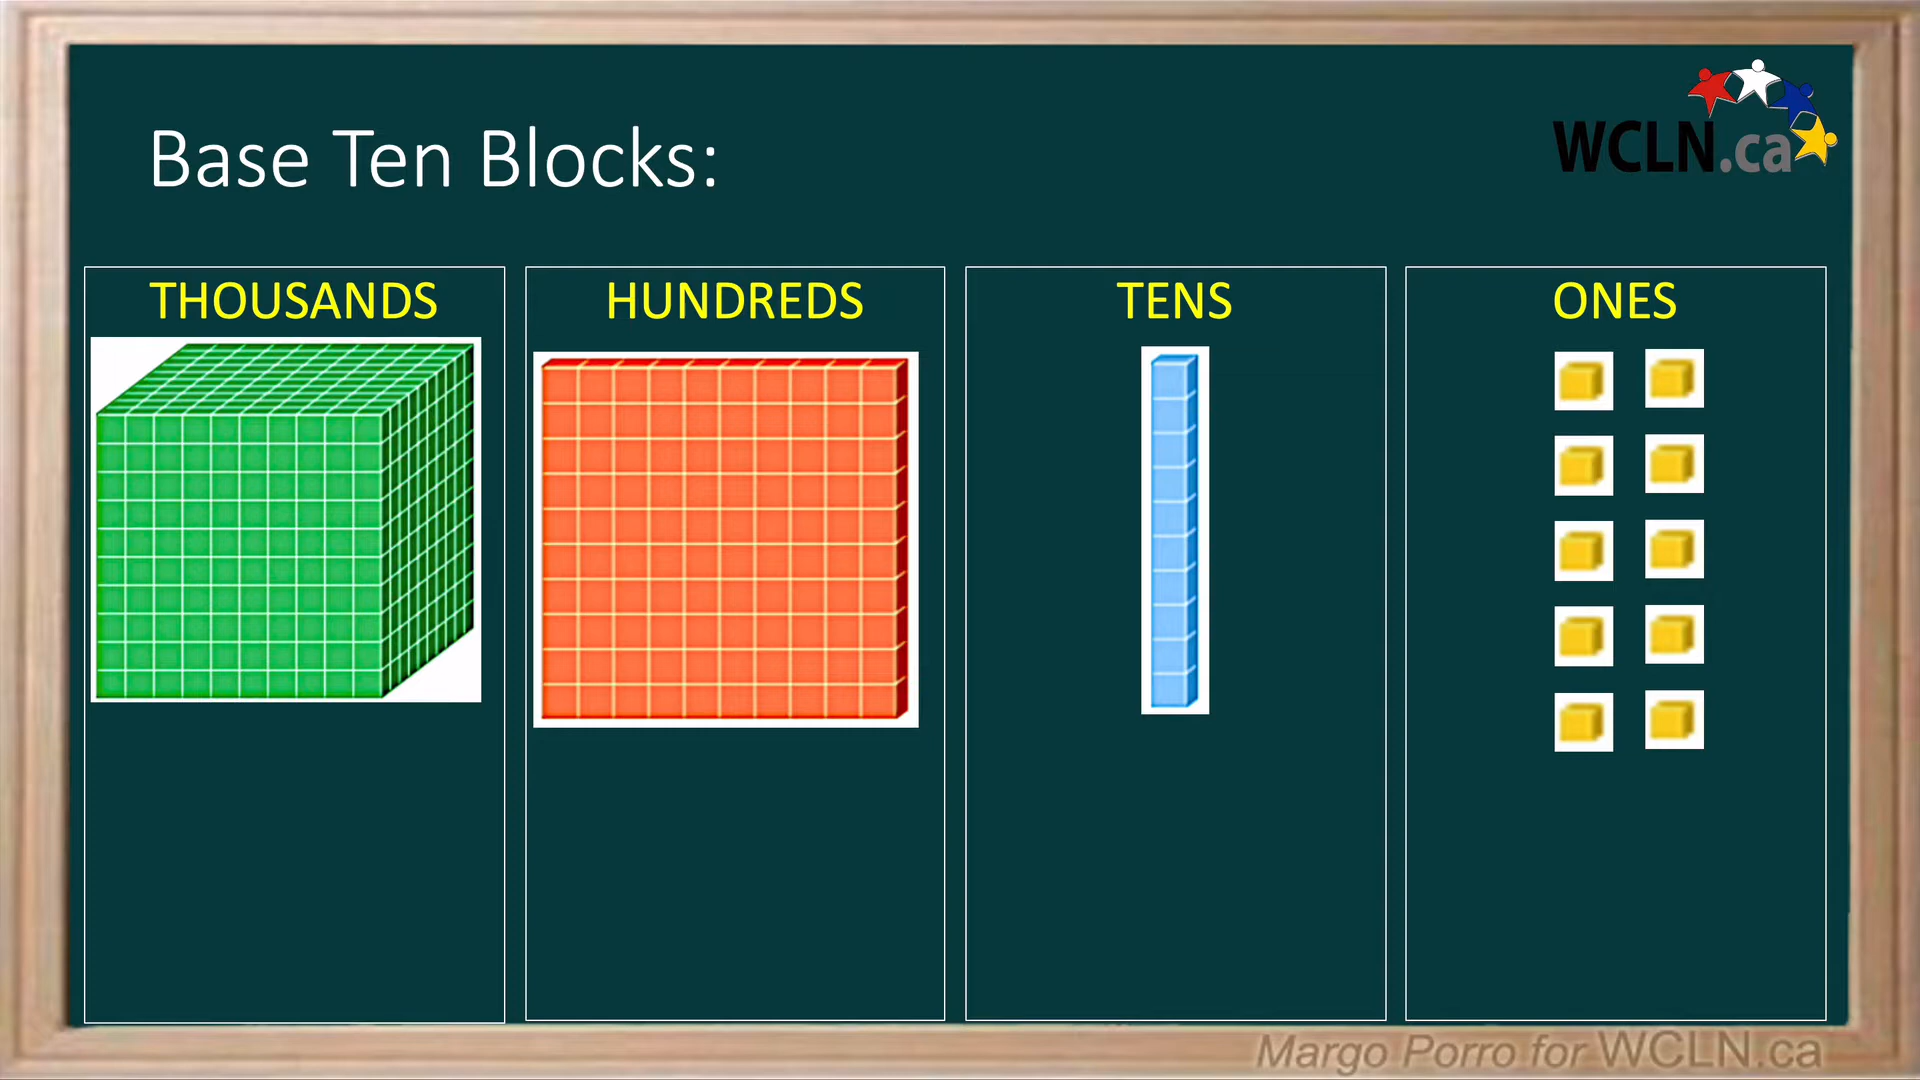 WCLN.ca
Base Ten Blocks:
THOUSANDS
HUNDREDS
TENS
ONES
Margo Porro for WCLN.ca